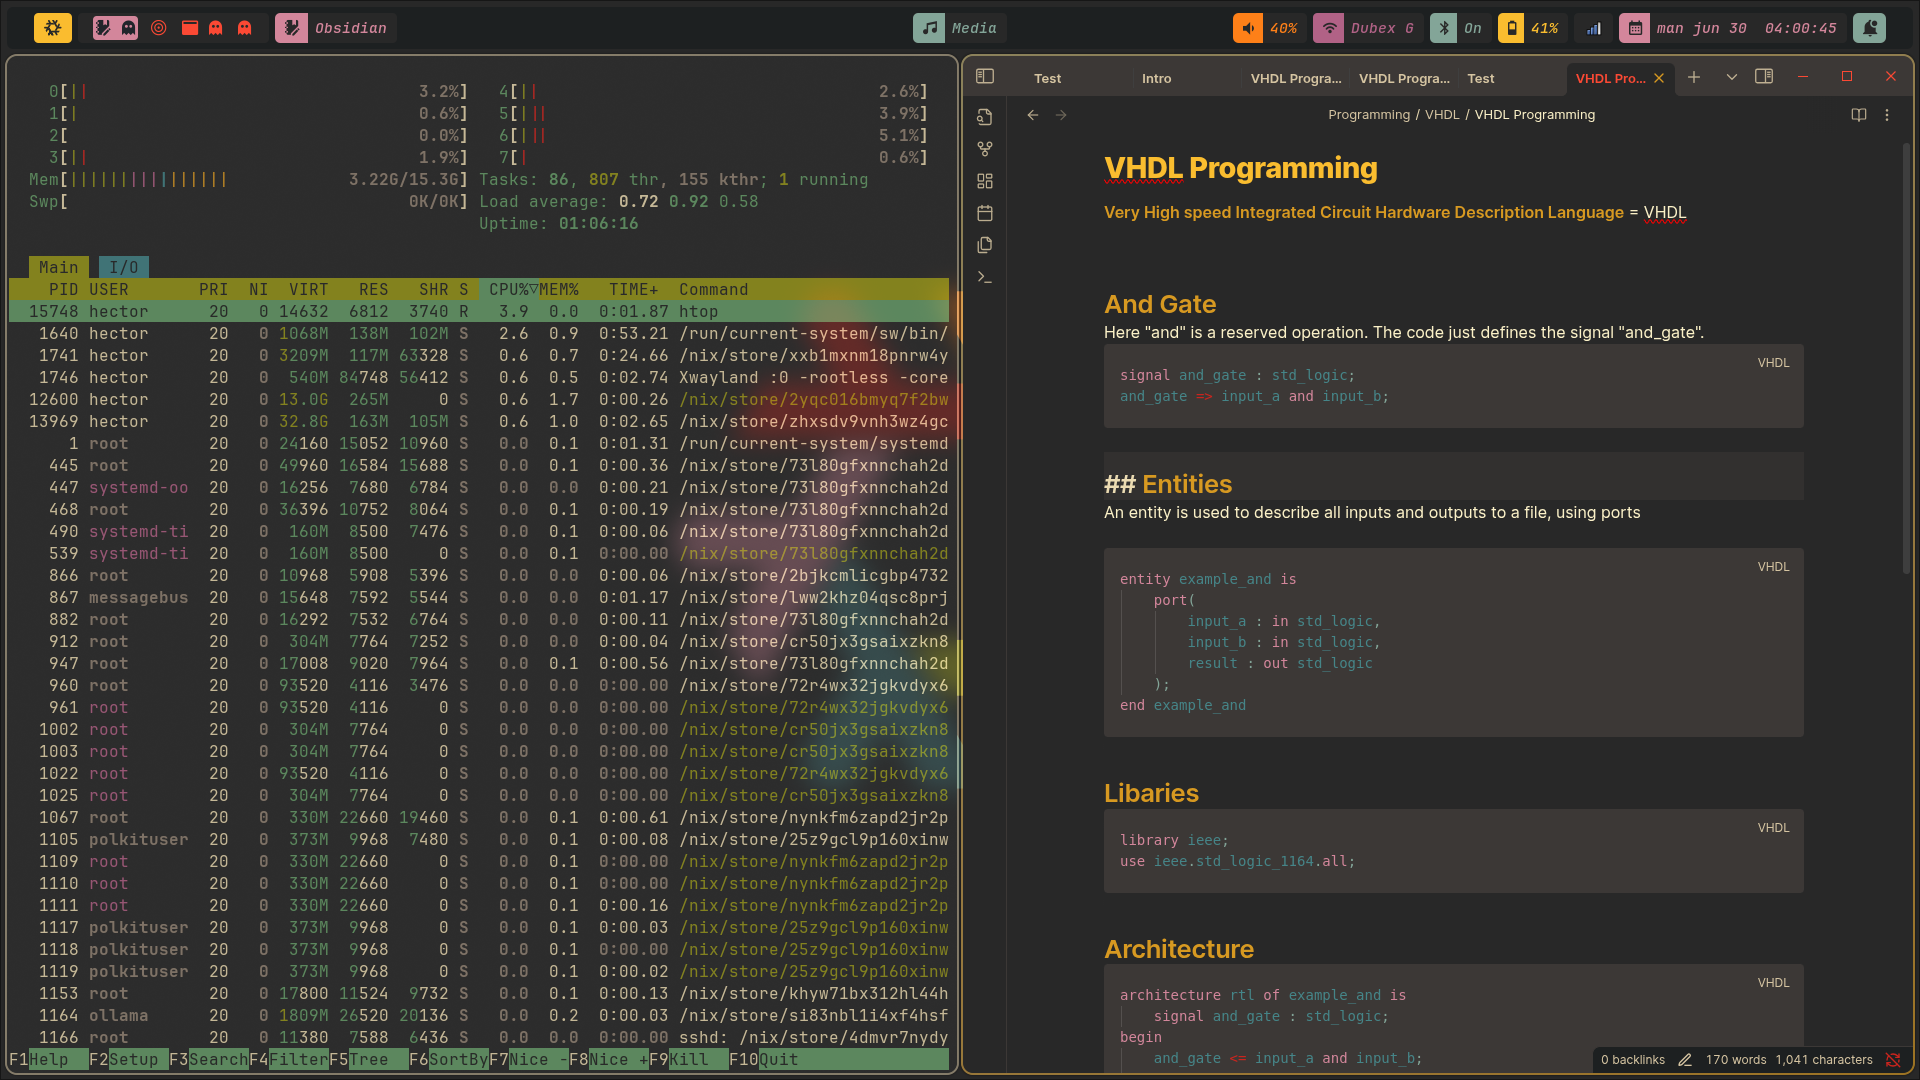 Obsidian
Media
40%
Dubex G
On
41%
man jun 30 04:00:45
0[|| 3.2%] 4[|| 2.6%]
1[| 0.6%] 5[||| 3.9%]
2[ 0.0%] 6[||| 5.1%]
3[|| 1.9%] 7[| 0.6%]
Mem[|||||||||||||||| 3.22G/15.3G] Tasks: 86, 807 thr, 155 kthr; 1 running
Swp[ 0K/0K] Load average: 0.72 0.92 0.58
Uptime: 01:06:16
Main I/O
PID USER PRI NI VIRT RES SHR S CPU%▽MEM% TIME+ Command
15748 hector 20 0 14632 6812 3740 R 3.9 0.0 0:01.87 htop
1640 hector 20 0 1068M 138M 102M S 2.6 0.9 0:53.21 /run/current-system/sw/bin/
1741 hector 20 0 3209M 117M 63328 S 0.6 0.7 0:24.66 /nix/store/xxb1mxnm18pnrw4y
1746 hector 20 0 540M 84748 56412 S 0.6 0.5 0:02.74 Xwayland :0 -rootless -core
12600 hector 20 0 13.0G 265M 0 S 0.6 1.7 0:00.26 /nix/store/2yqc016bmyq7f2bw
13969 hector 20 0 32.8G 163M 105M S 0.6 1.0 0:02.65 /nix/store/zhxsdv9vnh3wz4gc
1 root 20 0 24160 15052 10960 S 0.0 0.1 0:01.31 /run/current-system/systemd
445 root 20 0 49960 16584 15688 S 0.0 0.1 0:00.36 /nix/store/73l80gfxnnchah2d
447 systemd-oo 20 0 16256 7680 6784 S 0.0 0.0 0:00.21 /nix/store/73l80gfxnnchah2d
468 root 20 0 36396 10752 8064 S 0.0 0.1 0:00.19 /nix/store/73l80gfxnnchah2d
490 systemd-ti 20 0 160M 8500 7476 S 0.0 0.1 0:00.06 /nix/store/73l80gfxnnchah2d
539 systemd-ti 20 0 160M 8500 0 S 0.0 0.1 0:00.00 /nix/store/73l80gfxnnchah2d
866 root 20 0 10968 5908 5396 S 0.0 0.0 0:00.06 /nix/store/2bjkcmlicgbp4732
867 messagebus 20 0 15648 7592 5544 S 0.0 0.0 0:01.17 /nix/store/lww2khz04qsc8prj
882 root 20 0 16292 7532 6764 S 0.0 0.0 0:00.11 /nix/store/73l80gfxnnchah2d
912 root 20 0 304M 7764 7252 S 0.0 0.0 0:00.04 /nix/store/cr50jx3gsaixzkn8
947 root 20 0 17008 9020 7964 S 0.0 0.1 0:00.56 /nix/store/73l80gfxnnchah2d
960 root 20 0 93520 4116 3476 S 0.0 0.0 0:00.00 /nix/store/72r4wx32jgkvdyx6
961 root 20 0 93520 4116 0 S 0.0 0.0 0:00.00 /nix/store/72r4wx32jgkvdyx6
1002 root 20 0 304M 7764 0 S 0.0 0.0 0:00.00 /nix/store/cr50jx3gsaixzkn8
1003 root 20 0 304M 7764 0 S 0.0 0.0 0:00.00 /nix/store/cr50jx3gsaixzkn8
1022 root 20 0 93520 4116 0 S 0.0 0.0 0:00.00 /nix/store/72r4wx32jgkvdyx6
1025 root 20 0 304M 7764 0 S 0.0 0.0 0:00.00 /nix/store/cr50jx3gsaixzkn8
1067 root 20 0 330M 22660 19460 S 0.0 0.1 0:00.61 /nix/store/nynkfm6zapd2jr2p
1105 polkituser 20 0 373M 9968 7480 S 0.0 0.1 0:00.08 /nix/store/25z9gcl9p160xinw
1109 root 20 0 330M 22660 0 S 0.0 0.1 0:00.00 /nix/store/nynkfm6zapd2jr2p
1110 root 20 0 330M 22660 0 S 0.0 0.1 0:00.00 /nix/store/nynkfm6zapd2jr2p
1111 root 20 0 330M 22660 0 S 0.0 0.1 0:00.16 /nix/store/nynkfm6zapd2jr2p
1117 polkituser 20 0 373M 9968 0 S 0.0 0.1 0:00.03 /nix/store/25z9gcl9p160xinw
1118 polkituser 20 0 373M 9968 0 S 0.0 0.1 0:00.00 /nix/store/25z9gcl9p160xinw
1119 polkituser 20 0 373M 9968 0 S 0.0 0.1 0:00.02 /nix/store/25z9gcl9p160xinw
1153 root 20 0 17800 11524 9732 S 0.0 0.1 0:00.13 /nix/store/khyw71bx312hl44h
1164 ollama 20 0 1809M 26520 20136 S 0.0 0.2 0:00.03 /nix/store/si83nbl1i4xf4hsf
1166 root 20 0 11380 7588 6436 S 0.0 0.0 0:00.00 sshd: /nix/store/4dmvr7nydy
F1Help F2Setup F3SearchF4FilterF5Tree F6SortByF7Nice -F8Nice +F9Kill F10Quit
Test Intro VHDL Progra... VHDL Progra... Test VHDL Pro...
Programming / VHDL / VHDL Programming
VHDL Programming
Very High speed Integrated Circuit Hardware Description Language = VHDL
And Gate
Here "and" is a reserved operation. The code just defines the signal "and_gate".
VHDL
signal and_gate : std_logic;
and_gate => input_a and input_b;
## Entities
An entity is used to describe all inputs and outputs to a file, using ports
VHDL
entity example_and is
port(
input_a : in std_logic,
input_b : in std_logic,
result : out std_logic
);
end example_and
Libaries
VHDL
library ieee;
use ieee.std_logic_1164.all;
Architecture
VHDL
architecture rtl of example_and is
signal and_gate : std_logic;
begin
and_gate <= input_a and input_b;
0 backlinks 170 words 1,041 characters